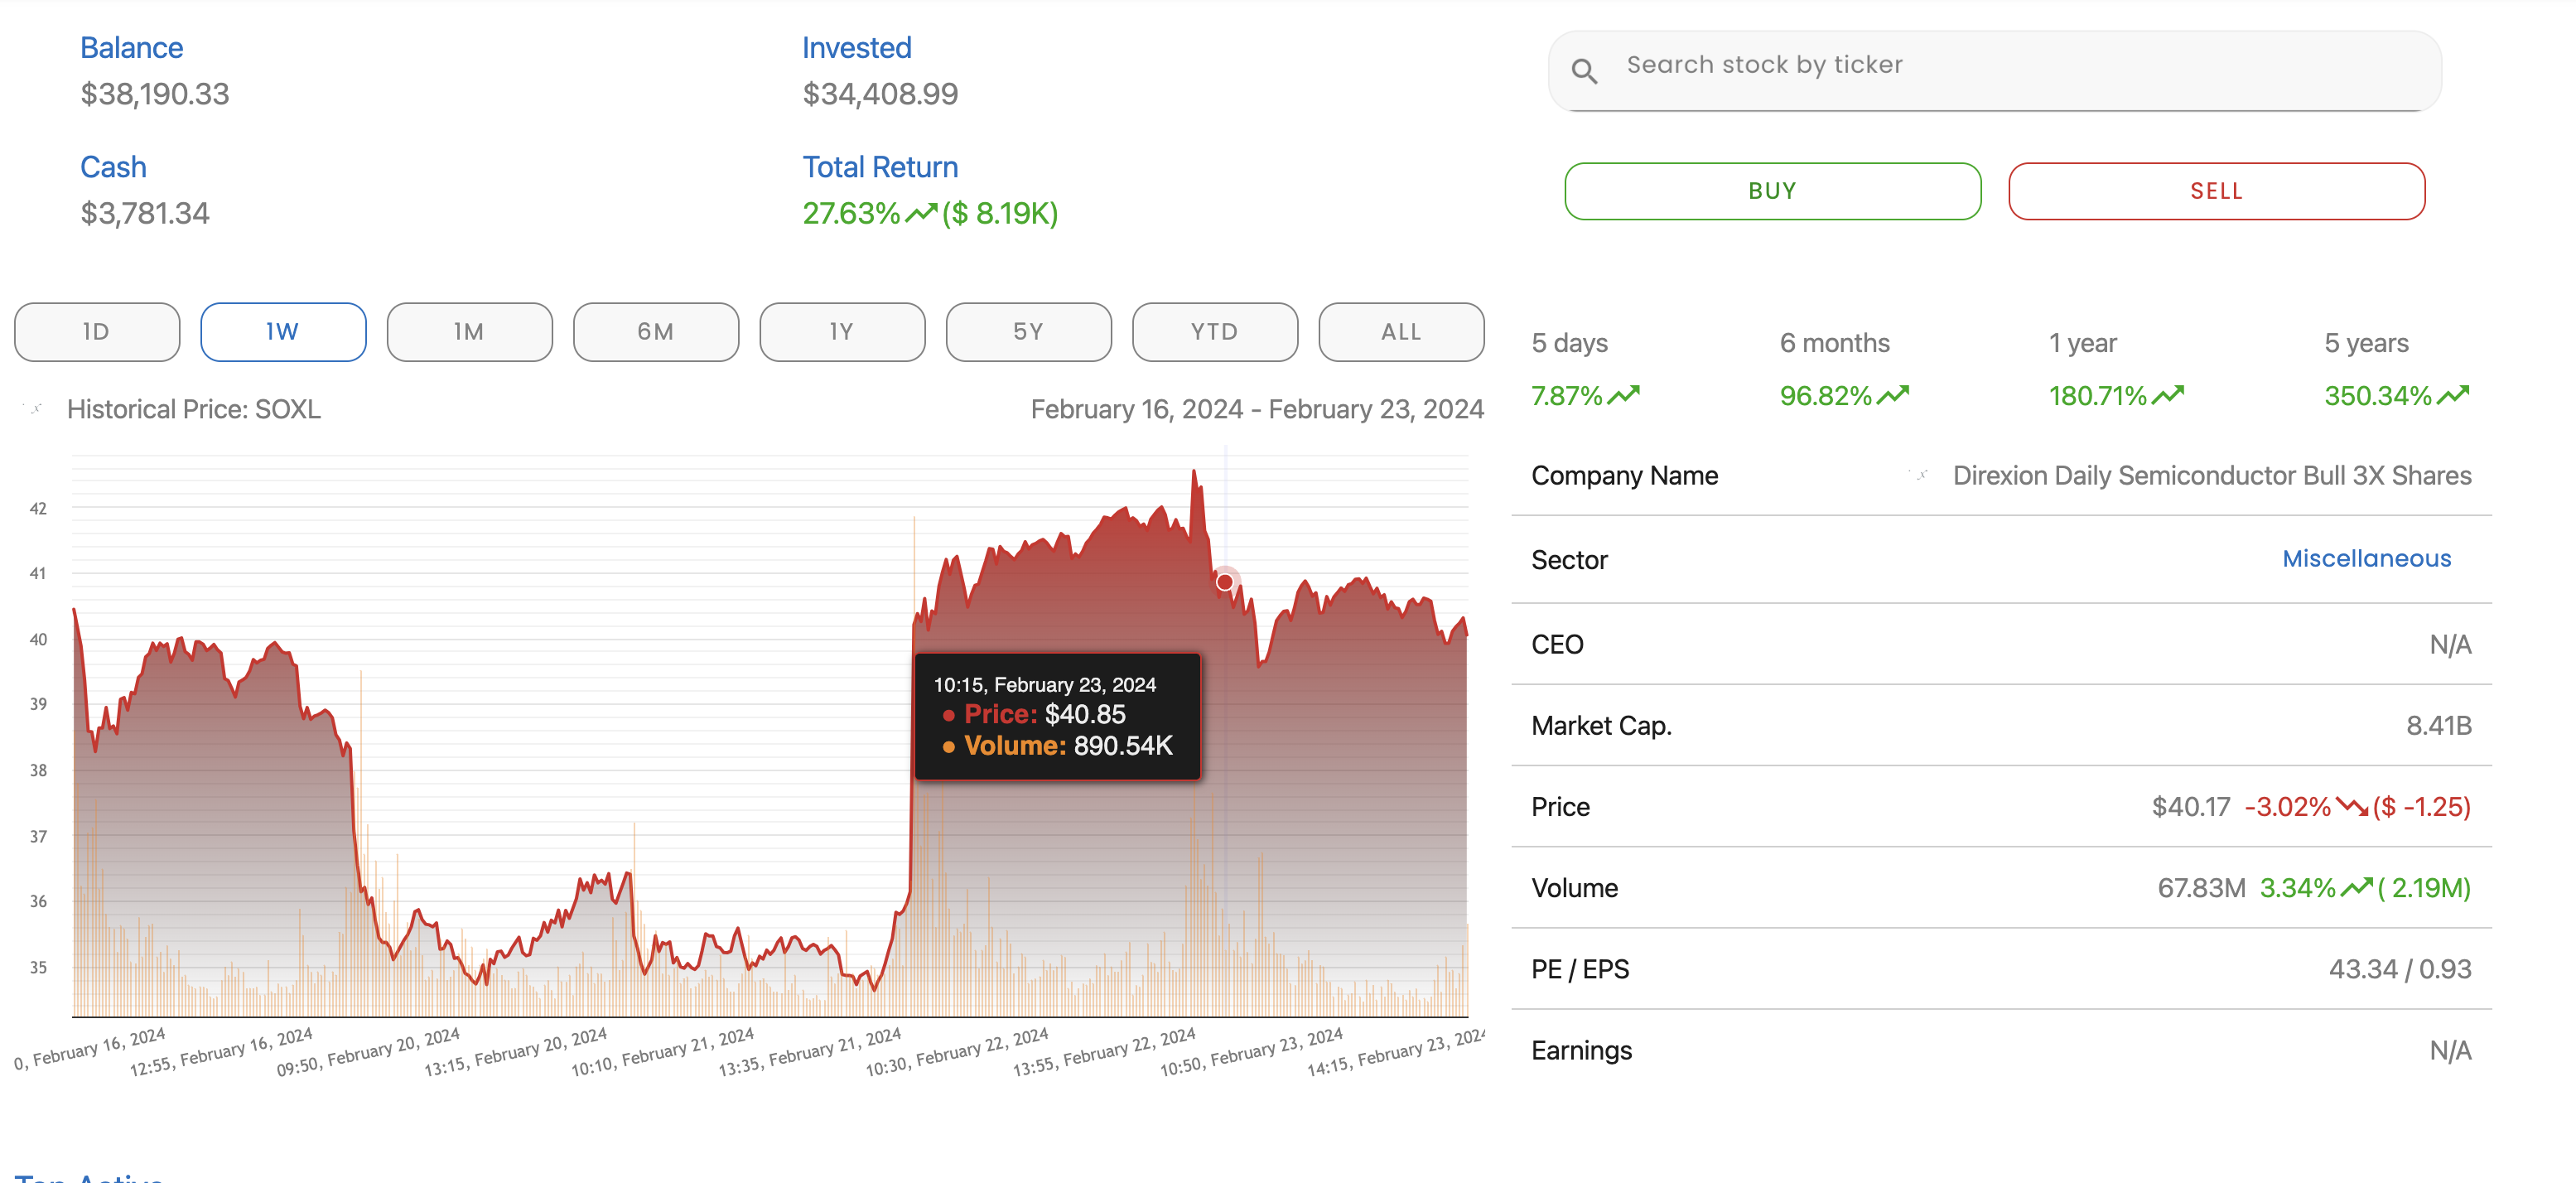 Balance
$38,190.33
Invested
$34,408.99
Cash
$3,781.34
Total Return
27.63% ($ 8.19K)
Search stock by ticker
BUY
SELL
1D
1W
1M
6M
1Y
5Y
YTD
ALL
Historical Price: SOXL
February 16, 2024 - February 23, 2024
42
41
40
39
38
37
36
35
10:15, February 23, 2024
Price: $40.85
Volume: 890.54K
0, February 16, 2024
12:55, February 16, 2024
09:50, February 20, 2024
13:15, February 20, 2024
10:10, February 21, 2024
13:35, February 21, 2024
10:30, February 22, 2024
13:55, February 22, 2024
10:50, February 23, 2024
14:15, February 23, 2024
5 days
6 months
1 year
5 years
7.87%
96.82%
180.71%
350.34%
Company Name
Direxion Daily Semiconductor Bull 3X Shares
Sector
Miscellaneous
CEO
N/A
Market Cap.
8.41B
Price
$40.17 -3.02% ($ -1.25)
Volume
67.83M 3.34% ( 2.19M)
PE / EPS
43.34 / 0.93
Earnings
N/A
Top Active